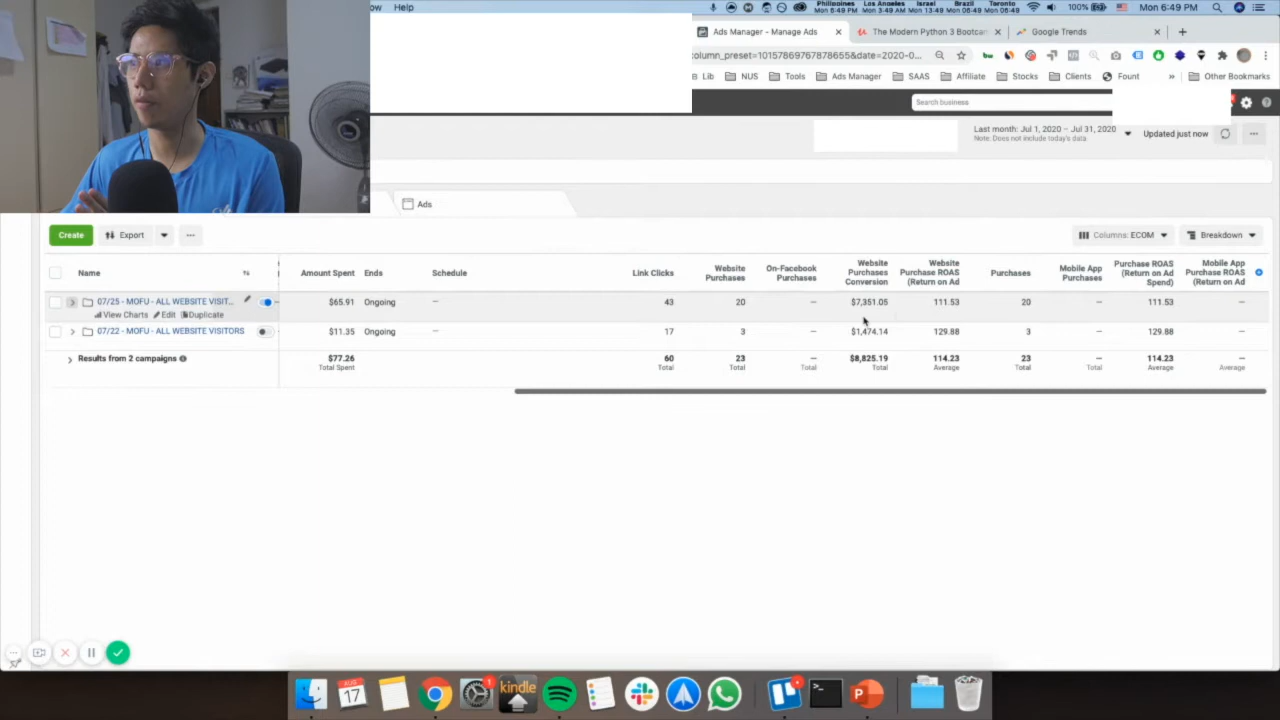 ow Help
Philippines Mon 6:49 PM
Los Angeles Mon 3:49 AM
Israel Mon 13:49
Brazil Mon 06:49
Toronto Mon 06:49
100%
Mon 6:49 PM
Ads Manager - Manage Ads
The Modern Python 3 Bootcam
Google Trends
column_preset=10157869767878655&date=2020-0...
Lib NUS Tools Ads Manager SAAS Affiliate Stocks Clients Fount » Other Bookmarks
Search business
Last month: Jul 1, 2020 – Jul 31, 2020
Note: Does not include today's data
Updated just now
Ads
Create Export Columns: ECOM Breakdown
Name Amount Spent Ends Schedule Link Clicks Website Purchases On-Facebook Purchases Website Purchases Conversion Website Purchase ROAS (Return on Ad Purchases Mobile App Purchases Purchase ROAS (Return on Ad Spend) Mobile App Purchase ROAS (Return on Ad
07/25 - MOFU - ALL WEBSITE VISIT... $65.91 Ongoing — 43 20 — $7,351.05 111.53 20 — 111.53 —
View Charts Edit Duplicate
07/22 - MOFU - ALL WEBSITE VISITORS $11.35 Ongoing — 17 3 — $1,474.14 129.88 3 — 129.88 —
Results from 2 campaigns $77.26 60 23 — $8,825.19 114.23 23 — 114.23 —
Total Spent Total Total Total Total Average Total Total Average Average
AUG
17
1
kindle